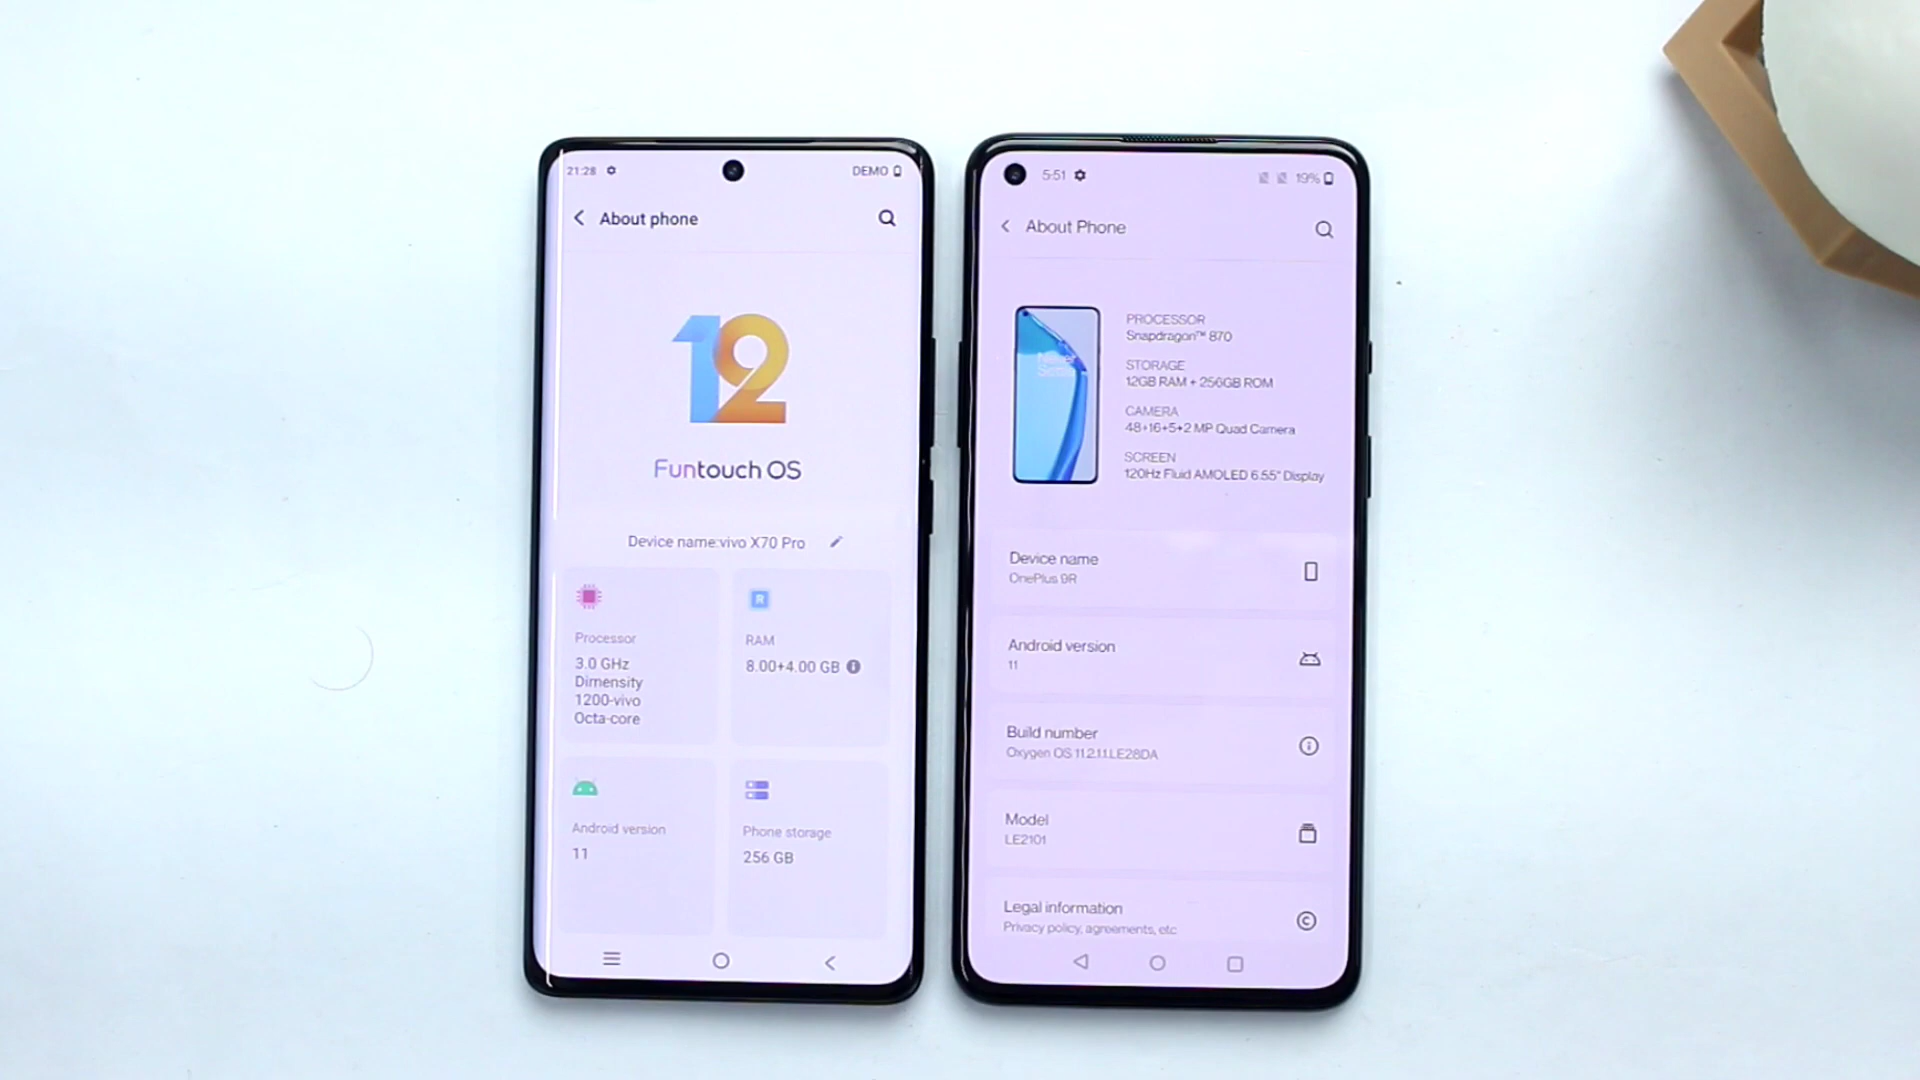 21:28
DEMO
About phone
12
Funtouch OS
Device name:vivo X70 Pro
Processor
3.0 GHz
Dimensity
1200-vivo
Octa-core
R
RAM
8.00+4.00 GB
Android version
11
Phone storage
256 GB
5:51
19%
About Phone
Never
Settle
PROCESSOR
Snapdragon™ 870
STORAGE
12GB RAM + 256GB ROM
CAMERA
48+16+5+2 MP Quad Camera
SCREEN
120Hz Fluid AMOLED 6.55" Display
Device name
OnePlus 9R
Android version
11
Build number
Oxygen OS 11.2.1.1.LE28DA
Model
LE2101
Legal information
Privacy policy, agreements, etc